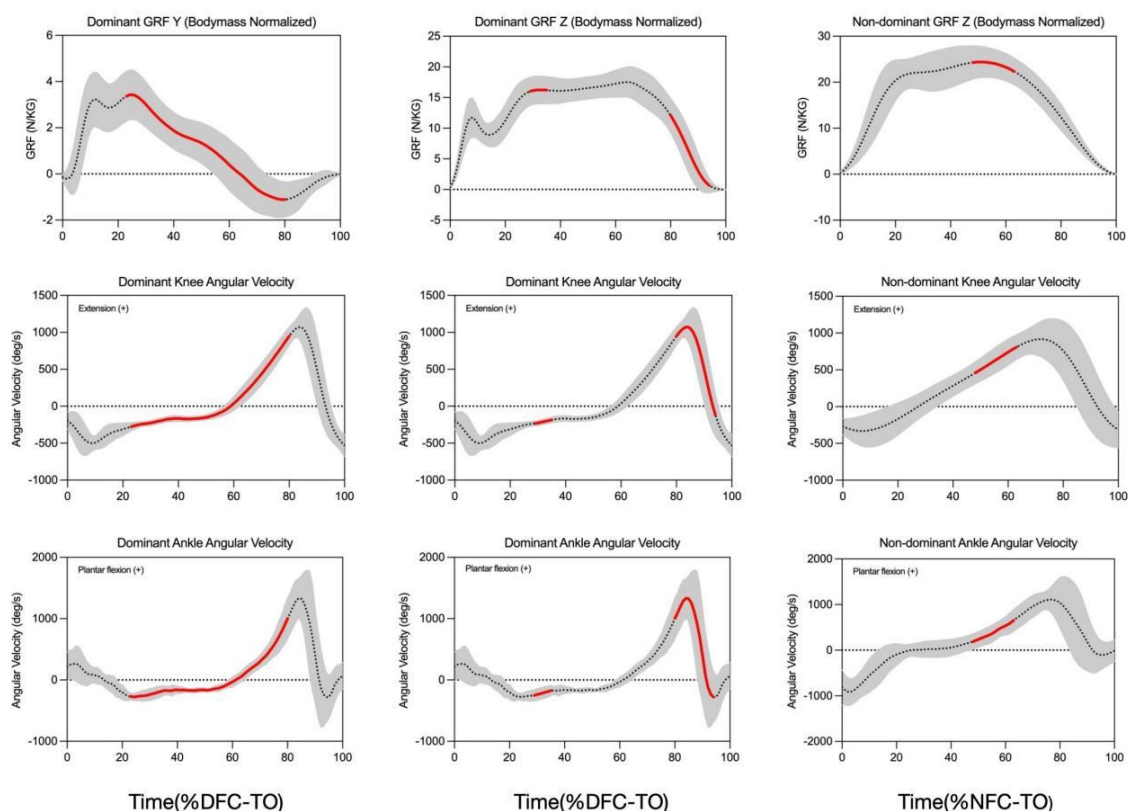 Dominant GRF Y (Bodymass Normalized)
6
4
2
0
-2
GRF (N/KG)
0 20 40 60 80 100
Dominant GRF Z (Bodymass Normalized)
25
20
15
10
5
0
-5
GRF (N/KG)
0 20 40 60 80 100
Non-dominant GRF Z (Bodymass Normalized)
30
20
10
0
-10
GRF (N/KG)
0 20 40 60 80 100
Dominant Knee Angular Velocity
Extension (+)
1500
1000
500
0
-500
-1000
Angular Velocity (deg/s)
0 20 40 60 80 100
Dominant Knee Angular Velocity
Extension (+)
1500
1000
500
0
-500
-1000
Angular Velocity (deg/s)
0 20 40 60 80 100
Non-dominant Knee Angular Velocity
Extension (+)
1500
1000
500
0
-500
-1000
Angular Velocity (deg/s)
0 20 40 60 80 100
Dominant Ankle Angular Velocity
Plantar flexion (+)
2000
1000
0
-1000
Angular Velocity (deg/s)
0 20 40 60 80 100
Time(%DFC-TO)
Dominant Ankle Angular Velocity
Plantar flexion (+)
2000
1000
0
-1000
Angular Velocity (deg/s)
0 20 40 60 80 100
Time(%DFC-TO)
Non-dominant Ankle Angular Velocity
Plantar flexion (+)
2000
1000
0
-1000
-2000
Angular Velocity (deg/s)
0 20 40 60 80 100
Time(%NFC-TO)